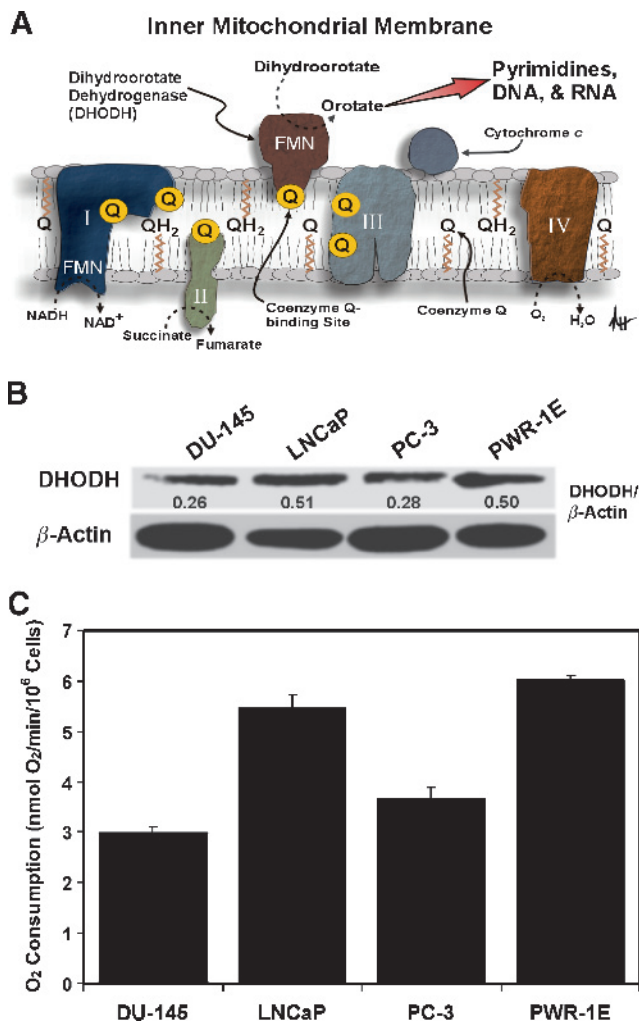 A
Inner Mitochondrial Membrane
Dihydroorotate
Dehydrogenase
(DHODH)
Dihydroorotate
Orotate
Pyrimidines,
DNA, & RNA
FMN
Cytochrome c
I
Q
Q
Q
QH2
Q
QH2
Q
Q
Q
Q
III
Q
QH2
IV
Q
FMN
II
NADH
NAD+
Succinate
Fumarate
Coenzyme Q-
binding Site
Coenzyme Q
O2
H2O
B
DU-145
LNCaP
PC-3
PWR-1E
DHODH
0.26
0.51
0.28
0.50
DHODH/
β-Actin
β-Actin
C
O2 Consumption (nmol O2/min/10^6 Cells)
7
6
5
4
3
2
1
0
DU-145
LNCaP
PC-3
PWR-1E